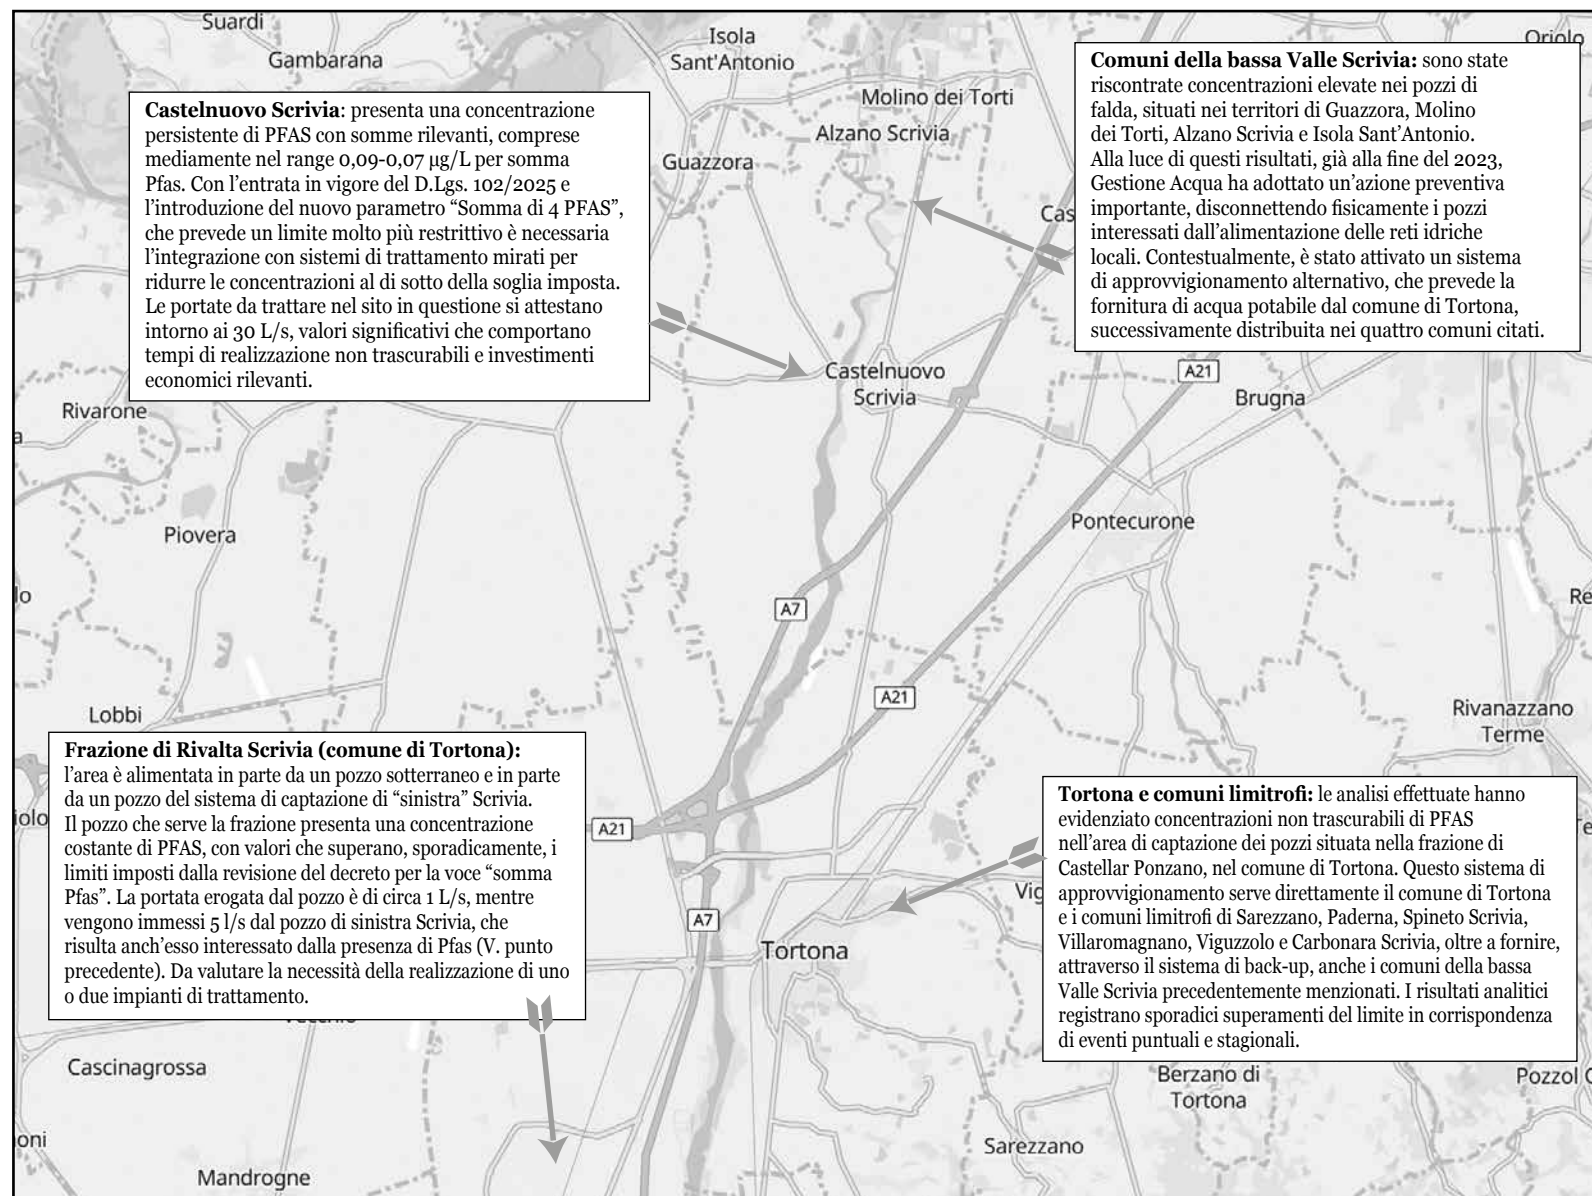 Suardi
Gambarana
Isola
Sant'Antonio
Oriolo
Molino dei Torti
Alzano Scrivia
Guazzora
Cas
Castelnuovo Scrivia: presenta una concentrazione
persistente di PFAS con somme rilevanti, comprese
mediamente nel range 0,09-0,07 µg/L per somma
Pfas. Con l’entrata in vigore del D.Lgs. 102/2025 e
l’introduzione del nuovo parametro “Somma di 4 PFAS”,
che prevede un limite molto più restrittivo è necessaria
l’integrazione con sistemi di trattamento mirati per
ridurre le concentrazioni al di sotto della soglia imposta.
Le portate da trattare nel sito in questione si attestano
intorno ai 30 L/s, valori significativi che comportano
tempi di realizzazione non trascurabili e investimenti
economici rilevanti.
Comuni della bassa Valle Scrivia: sono state
riscontrate concentrazioni elevate nei pozzi di
falda, situati nei territori di Guazzora, Molino
dei Torti, Alzano Scrivia e Isola Sant’Antonio.
Alla luce di questi risultati, già alla fine del 2023,
Gestione Acqua ha adottato un’azione preventiva
importante, disconnettendo fisicamente i pozzi
interessati dall’alimentazione delle reti idriche
locali. Contestualmente, è stato attivato un sistema
di approvvigionamento alternativo, che prevede la
fornitura di acqua potabile dal comune di Tortona,
successivamente distribuita nei quattro comuni citati.
Castelnuovo
Scrivia
A21
Brugna
Rivarone
a
Piovera
Pontecurone
lo
Re
A7
A21
Lobbi
Rivanazzano
Terme
Frazione di Rivalta Scrivia (comune di Tortona):
l’area è alimentata in parte da un pozzo sotterraneo e in parte
da un pozzo del sistema di captazione di “sinistra” Scrivia.
Il pozzo che serve la frazione presenta una concentrazione
costante di PFAS, con valori che superano, sporadicamente, i
limiti imposti dalla revisione del decreto per la voce “somma
Pfas”. La portata erogata dal pozzo è di circa 1 L/s, mentre
vengono immessi 5 l/s dal pozzo di sinistra Scrivia, che
risulta anch’esso interessato dalla presenza di Pfas (V. punto
precedente). Da valutare la necessità della realizzazione di uno
o due impianti di trattamento.
Tortona e comuni limitrofi: le analisi effettuate hanno
evidenziato concentrazioni non trascurabili di PFAS
nell’area di captazione dei pozzi situata nella frazione di
Castellar Ponzano, nel comune di Tortona. Questo sistema di
approvvigionamento serve direttamente il comune di Tortona
e i comuni limitrofi di Sarezzano, Paderna, Spineto Scrivia,
Villaromagnano, Viguzzolo e Carbonara Scrivia, oltre a fornire,
attraverso il sistema di back-up, anche i comuni della bassa
Valle Scrivia precedentemente menzionati. I risultati analitici
registrano sporadici superamenti del limite in corrispondenza
di eventi puntuali e stagionali.
iolo
A21
Te
Vig
A7
Tortona
Cascinagrossa
Berzano di
Tortona
Pozzol
oni
Sarezzano
Mandrogne